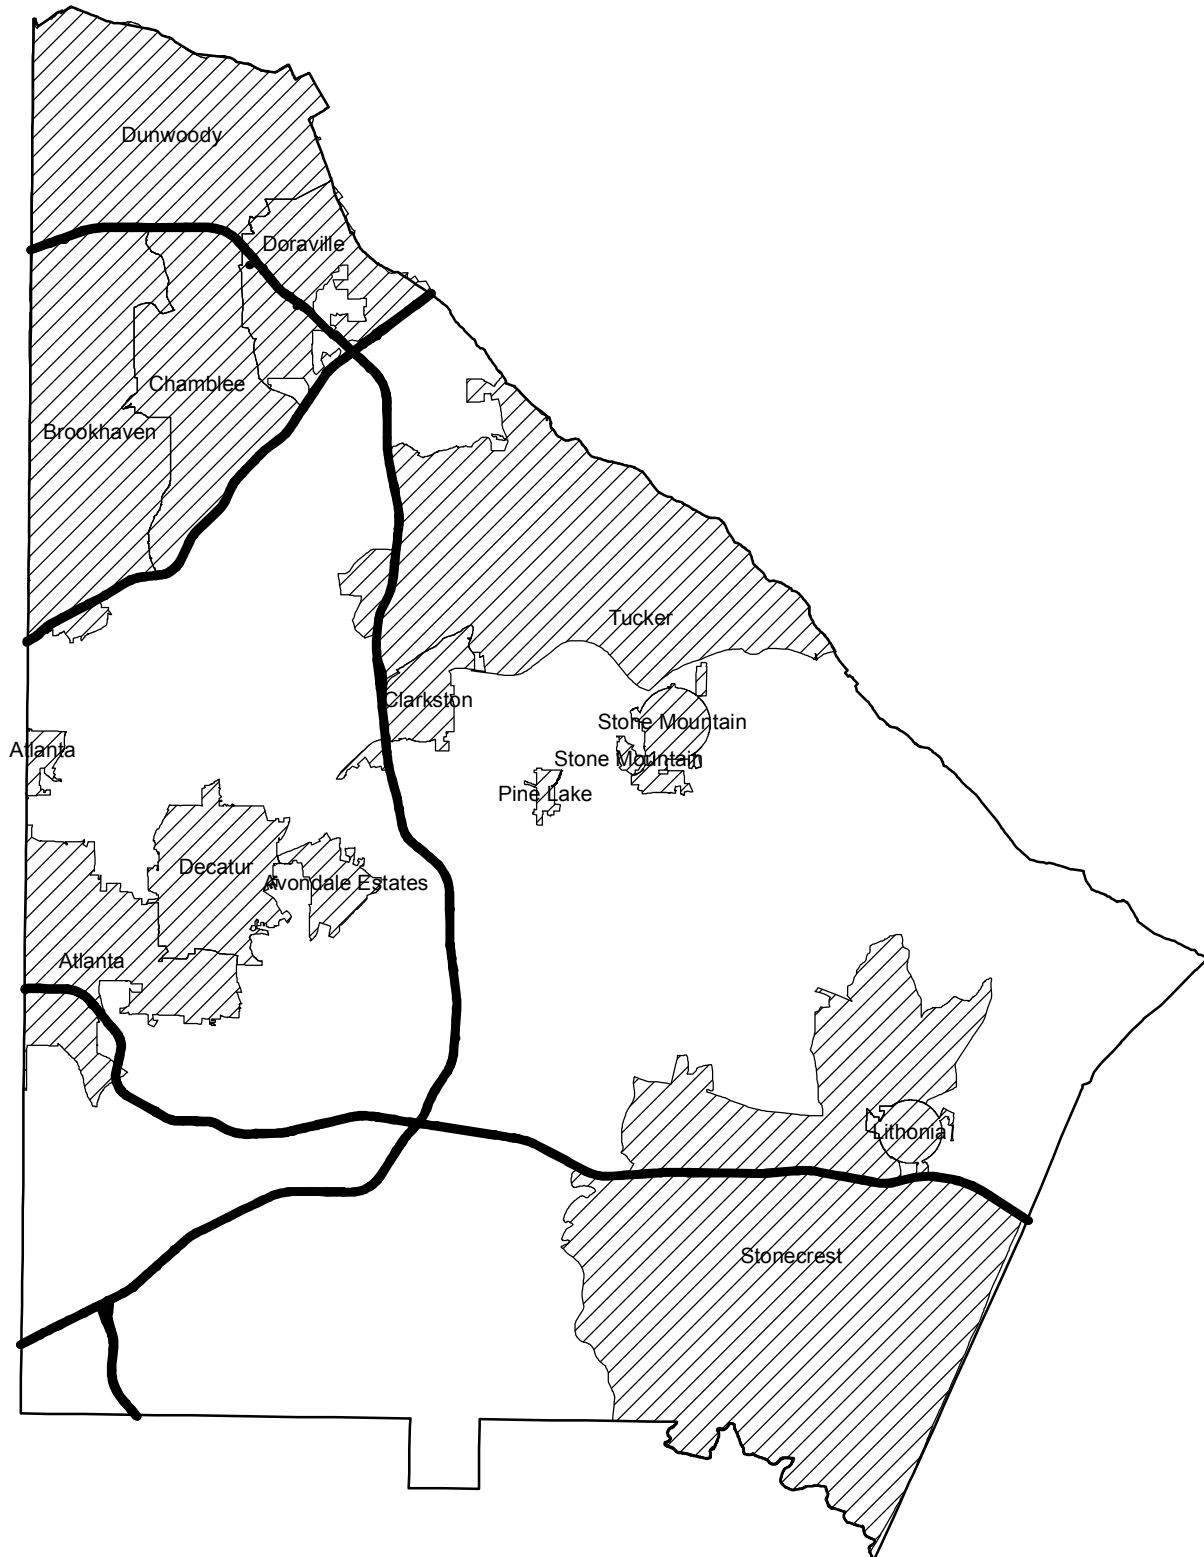 Dunwoody
Doraville
Chamblee
Brookhaven
Tucker
Clarkston
Stone Mountain
Atlanta
Stone Mountain
Pine Lake
Decatur
Avondale Estates
Atlanta
Lithonia
Stonecrest